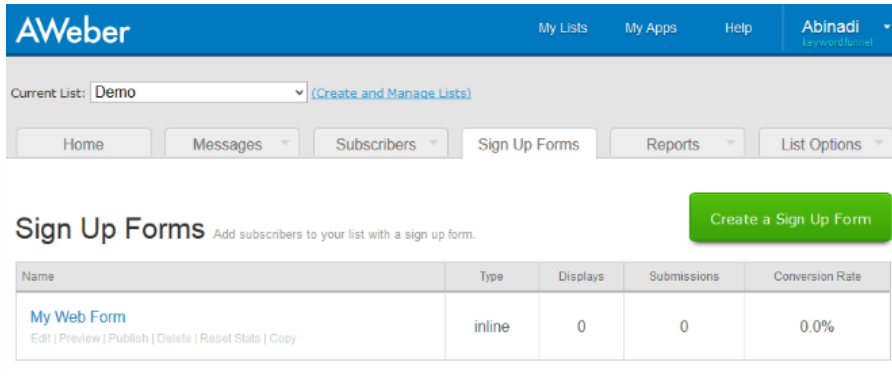 AWeber My Lists My Apps Help Abinadi
keywordfunnel
Current List: Demo (Create and Manage Lists)
Home Messages Subscribers Sign Up Forms Reports List Options
Sign Up Forms Add subscribers to your list with a sign up form. Create a Sign Up Form
Name Type Displays Submissions Conversion Rate
My Web Form inline 0 0 0.0%
Edit | Preview | Publish | Delete | Reset Stats | Copy